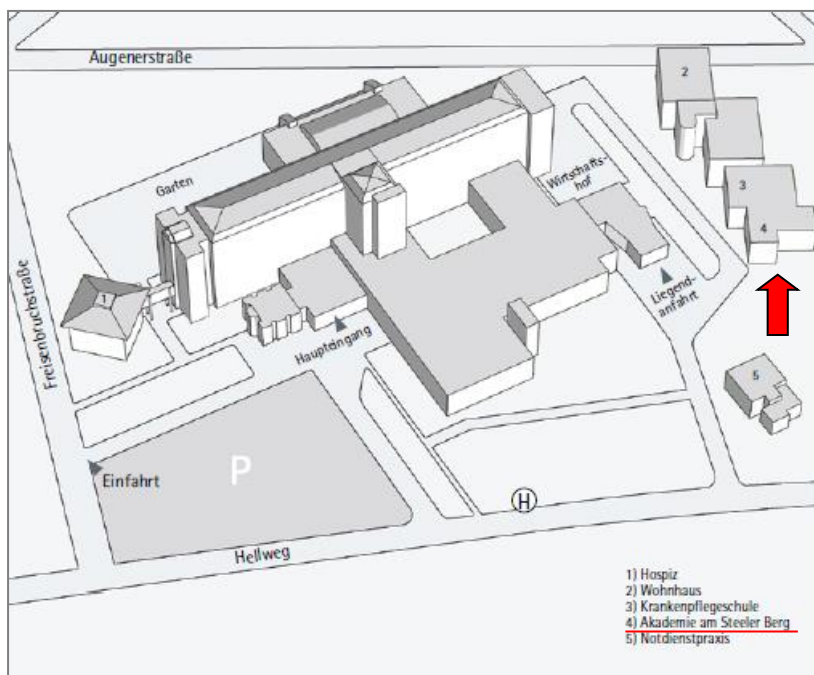 Augenerstraße
2
Garten
Wirtschafts-
hof
3
4
1
Liegend-
anfahrt
Freisenbruchstraße
Haupteingang
5
P
Einfahrt
H
Hellweg
1) Hospiz
2) Wohnhaus
3) Krankenpflegeschule
4) Akademie am Steeler Berg
5) Notdienstpraxis